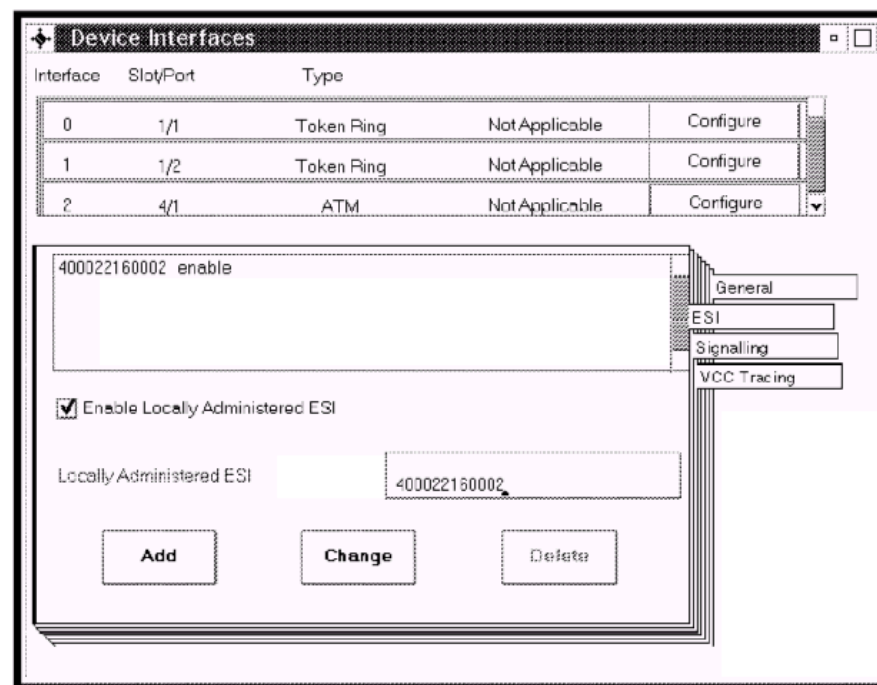 Device Interfaces
Interface Slot/Port Type
0 1/1 Token Ring Not Applicable Configure
1 1/2 Token Ring Not Applicable Configure
2 4/1 ATM Not Applicable Configure
400022160002 enable
General
ESI
Signalling
VCC Tracing
Enable Locally Administered ESI
Locally Administered ESI 400022160002
Add Change Delete